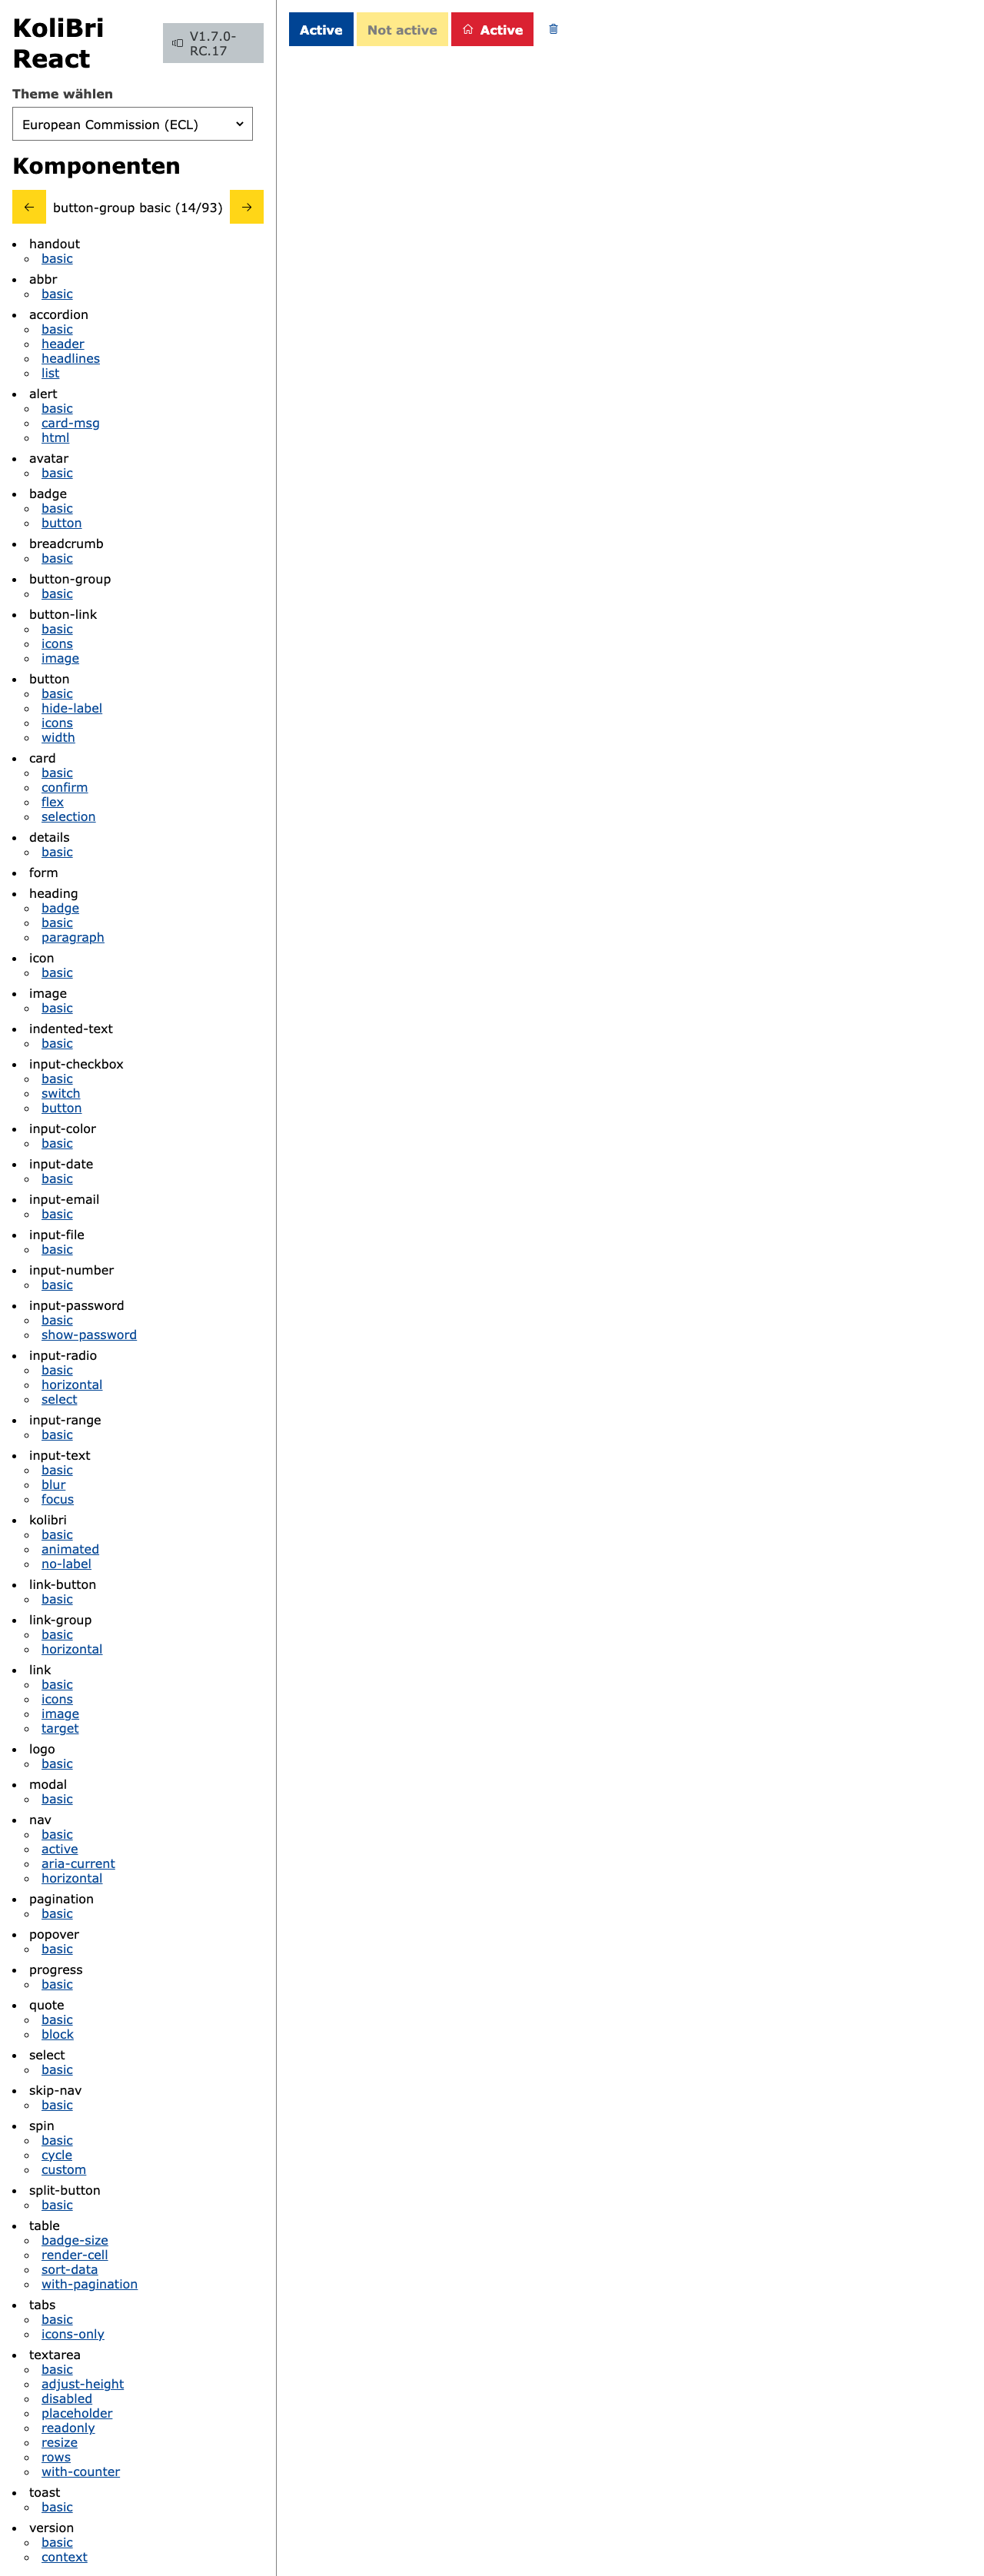 KoliBri
React
V1.7.0-
RC.17
Theme wählen
European Commission (ECL)
Komponenten
button-group basic (14/93)
handout
basic
abbr
basic
accordion
basic
header
headlines
list
alert
basic
card-msg
html
avatar
basic
badge
basic
button
breadcrumb
basic
button-group
basic
button-link
basic
icons
image
button
basic
hide-label
icons
width
card
basic
confirm
flex
selection
details
basic
form
heading
badge
basic
paragraph
icon
basic
image
basic
indented-text
basic
input-checkbox
basic
switch
button
input-color
basic
input-date
basic
input-email
basic
input-file
basic
input-number
basic
input-password
basic
show-password
input-radio
basic
horizontal
select
input-range
basic
input-text
basic
blur
focus
kolibri
basic
animated
no-label
link-button
basic
link-group
basic
horizontal
link
basic
icons
image
target
logo
basic
modal
basic
nav
basic
active
aria-current
horizontal
pagination
basic
popover
basic
progress
basic
quote
basic
block
select
basic
skip-nav
basic
spin
basic
cycle
custom
split-button
basic
table
badge-size
render-cell
sort-data
with-pagination
tabs
basic
icons-only
textarea
basic
adjust-height
disabled
placeholder
readonly
resize
rows
with-counter
toast
basic
version
basic
context
Active
Not active
Active